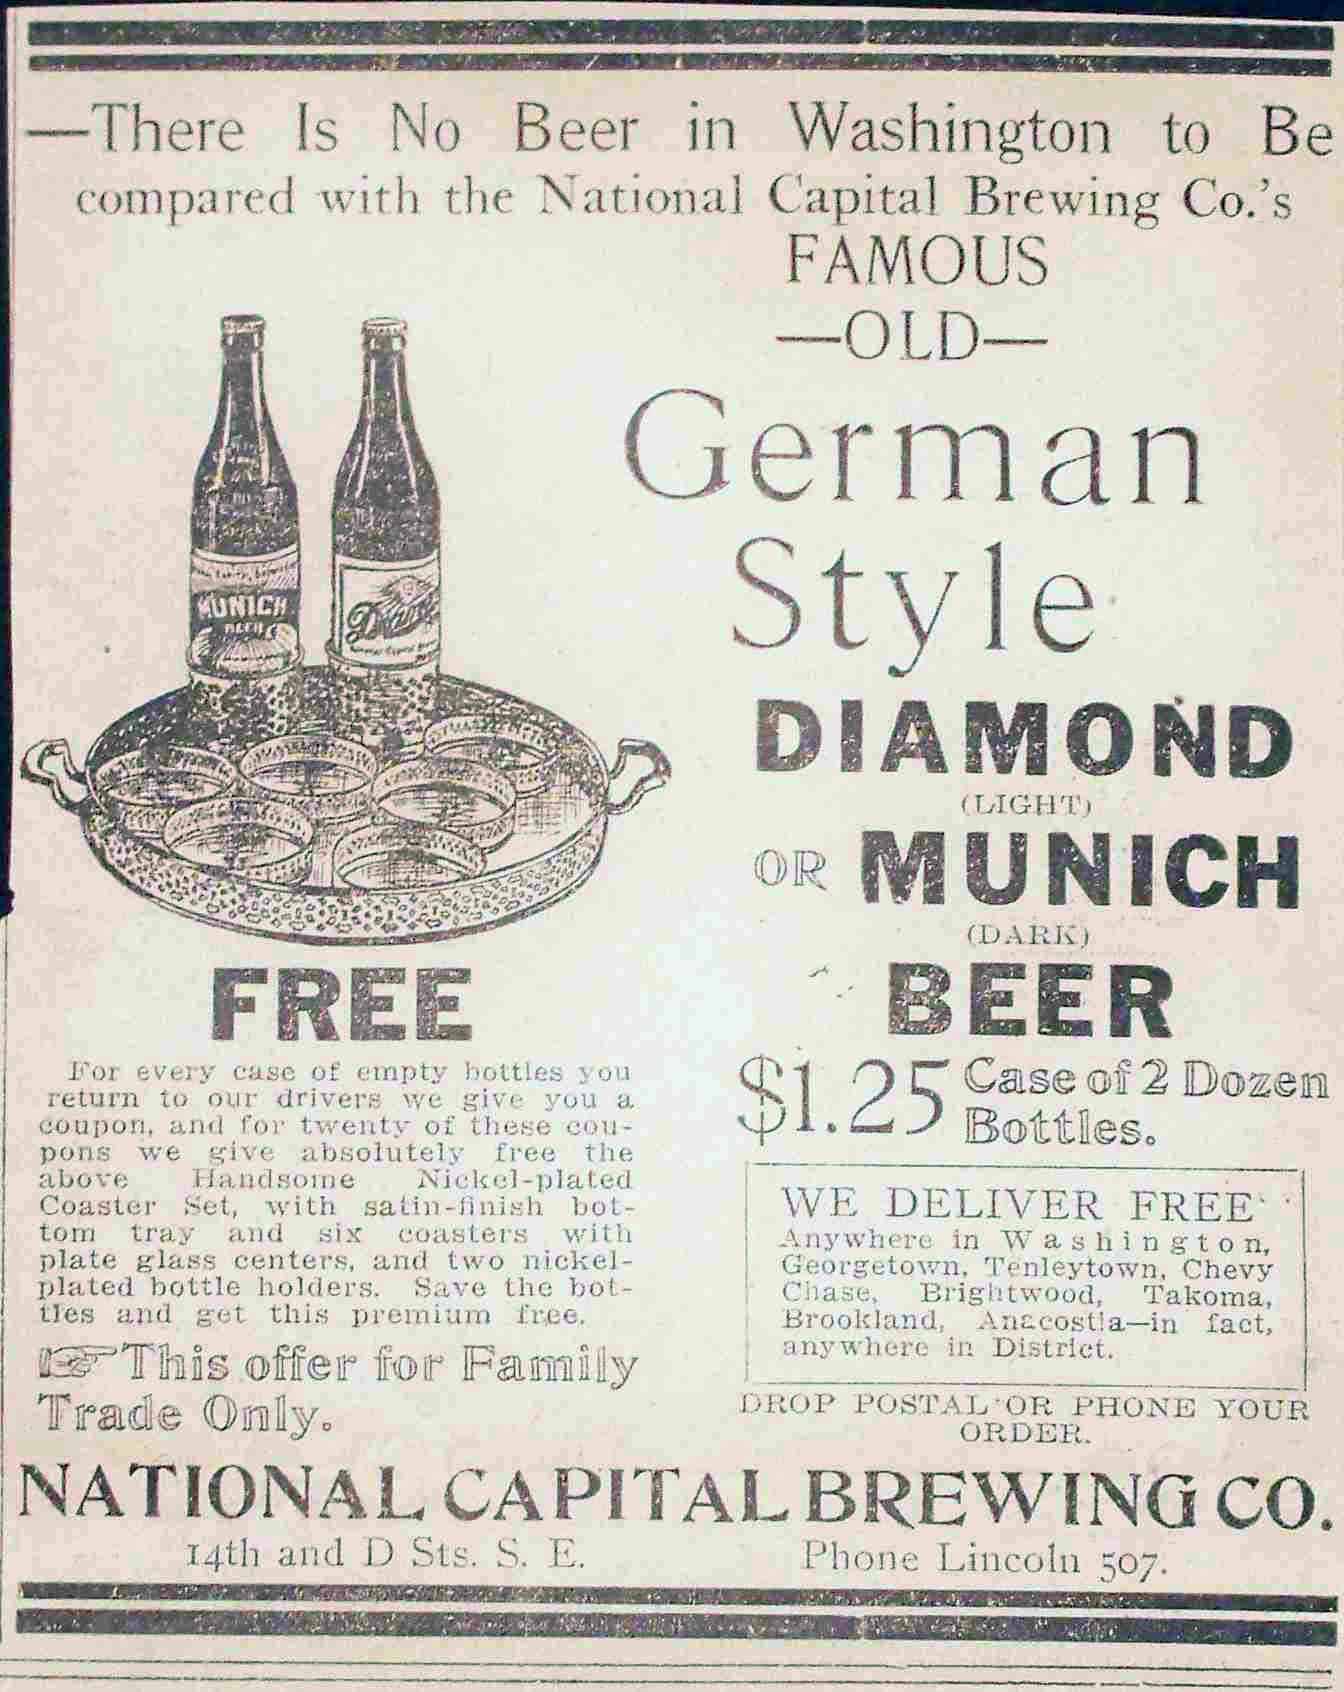 —There Is No Beer in Washington to Be
compared with the National Capital Brewing Co.'s
FAMOUS
—OLD—
German
Style
DIAMOND
(LIGHT)
OR MUNICH
(DARK)
BEER
$1.25 Case of 2 Dozen
Bottles.
WE DELIVER FREE
Anywhere in Washington,
Georgetown, Tenleytown, Chevy
Chase, Brightwood, Takoma,
Brookland, Anacostia—in fact,
anywhere in District.
DROP POSTAL OR PHONE YOUR
ORDER.
MUNICH
BEER
FREE
For every case of empty bottles you
return to our drivers we give you a
coupon, and for twenty of these cou-
pons we give absolutely free the
above Handsome Nickel-plated
Coaster Set, with satin-finish bot-
tom tray and six coasters with
plate glass centers, and two nickel-
plated bottle holders. Save the bot-
tles and get this premium free.
☞This offer for Family
Trade Only.
NATIONAL CAPITAL BREWING CO.
14th and D Sts. S. E. Phone Lincoln 507.